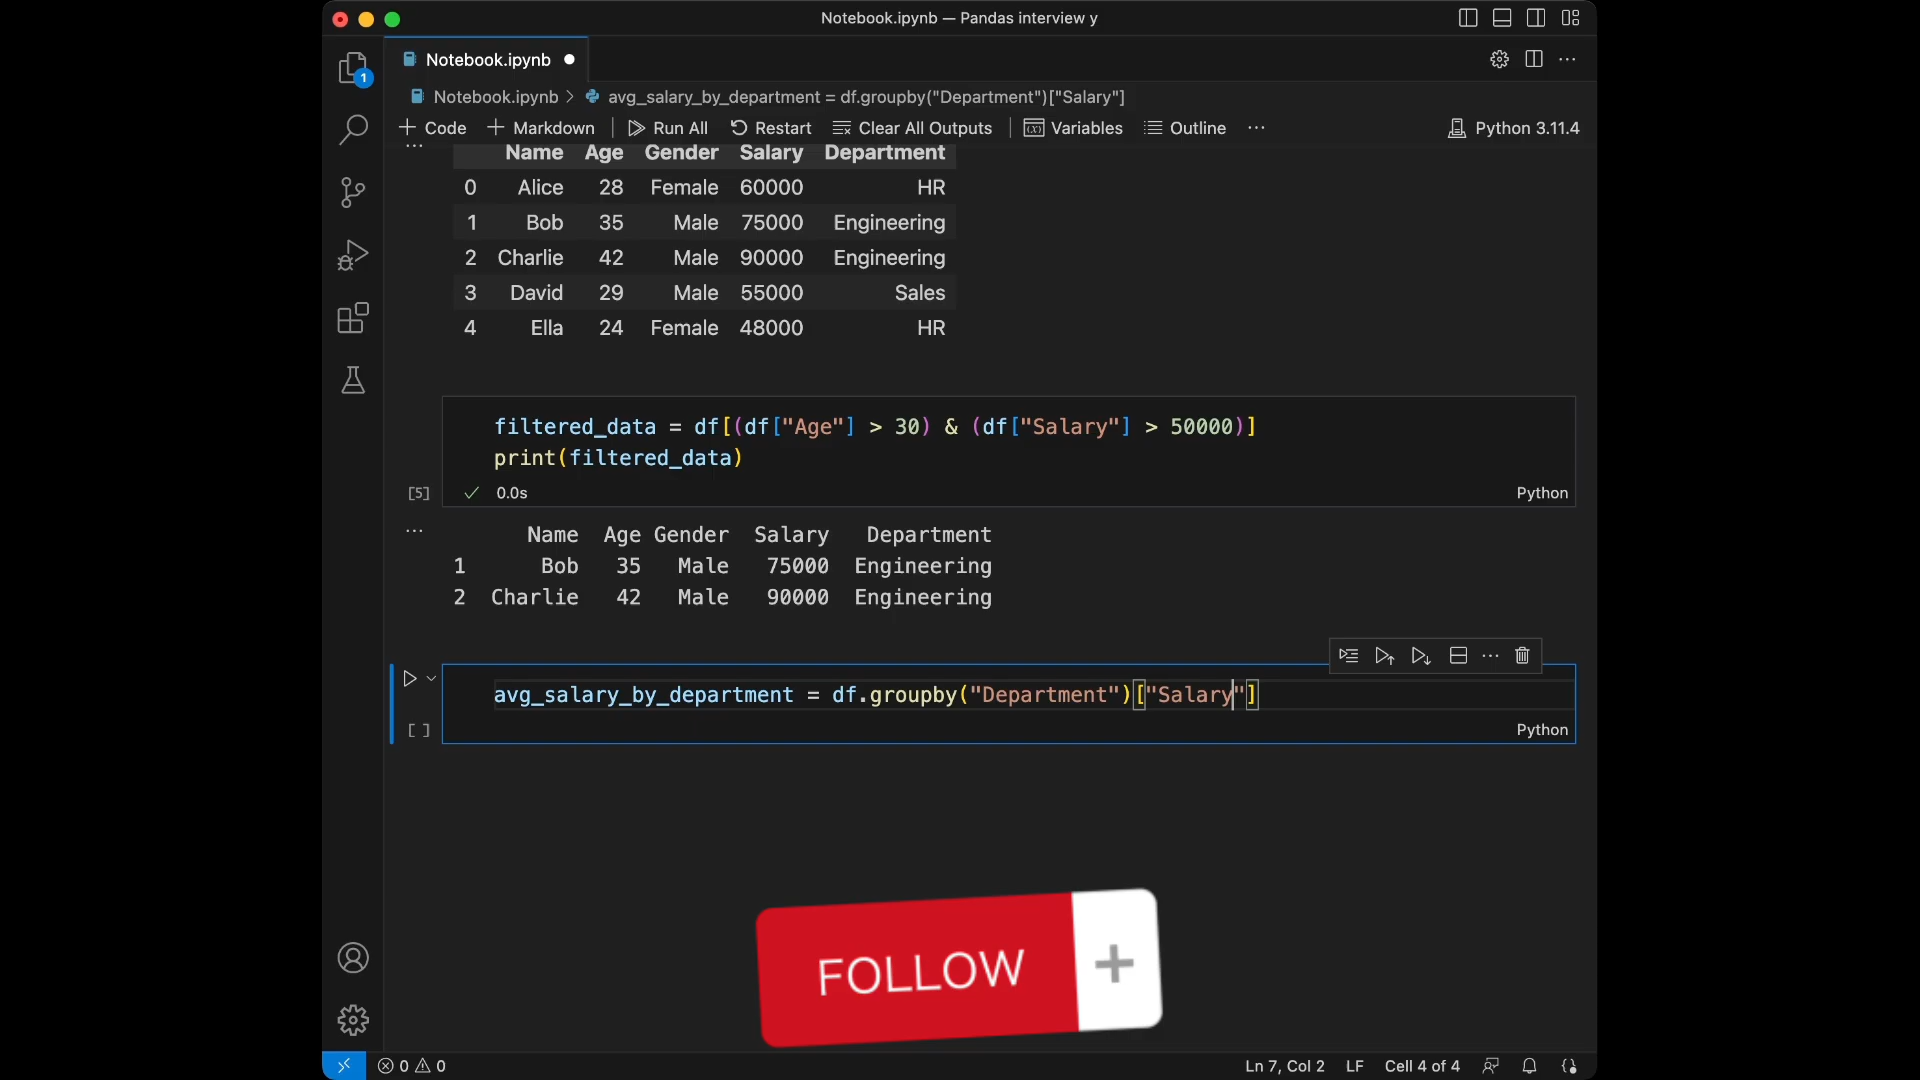 Notebook.ipynb — Pandas interview y
Notebook.ipynb
1
Notebook.ipynb > avg_salary_by_department = df.groupby("Department")["Salary"]
+ Code + Markdown Run All Restart Clear All Outputs Variables Outline ... Python 3.11.4
...
Name Age Gender Salary Department
0 Alice 28 Female 60000 HR
1 Bob 35 Male 75000 Engineering
2 Charlie 42 Male 90000 Engineering
3 David 29 Male 55000 Sales
4 Ella 24 Female 48000 HR
filtered_data = df[(df["Age"] > 30) & (df["Salary"] > 50000)]
print(filtered_data)
[5] ✓ 0.0s Python
...
Name Age Gender Salary Department
1 Bob 35 Male 75000 Engineering
2 Charlie 42 Male 90000 Engineering
avg_salary_by_department = df.groupby("Department")["Salary"]
[ ] Python
FOLLOW +
0 0 Ln 7, Col 2 LF Cell 4 of 4